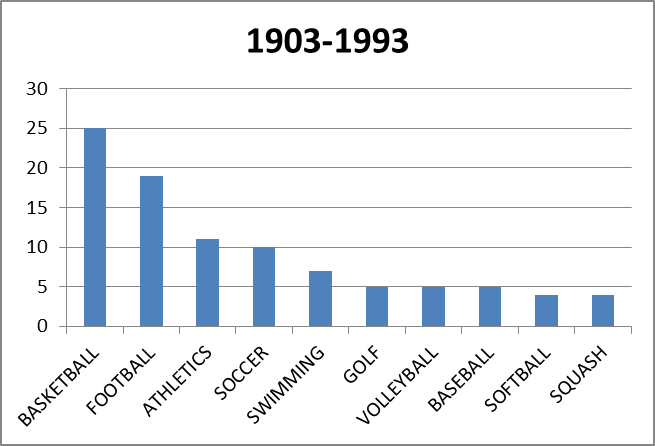 1903-1993
30
25
20
15
10
5
0
BASKETBALL
FOOTBALL
ATHLETICS
SOCCER
SWIMMING
GOLF
VOLLEYBALL
BASEBALL
SOFTBALL
SQUASH